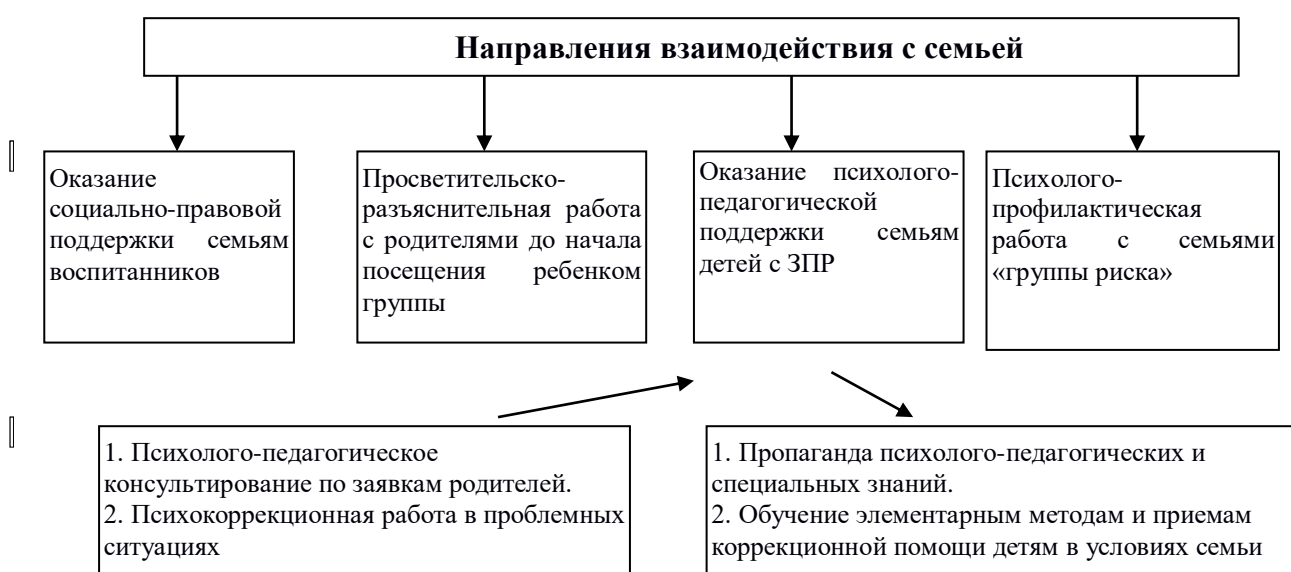 Направления взаимодействия с семьей
Оказание
социально-правовой
поддержки семьям
воспитанников
Просветительско-
разъяснительная работа
с родителями до начала
посещения ребенком
группы
Оказание психолого-
педагогической
поддержки семьям
детей с ЗПР
Психолого-
профилактическая
работа с семьями
«группы риска»
1. Психолого-педагогическое
консультирование по заявкам родителей.
2. Психокоррекционная работа в проблемных
ситуациях
1. Пропаганда психолого-педагогических и
специальных знаний.
2. Обучение элементарным методам и приемам
коррекционной помощи детям в условиях семьи